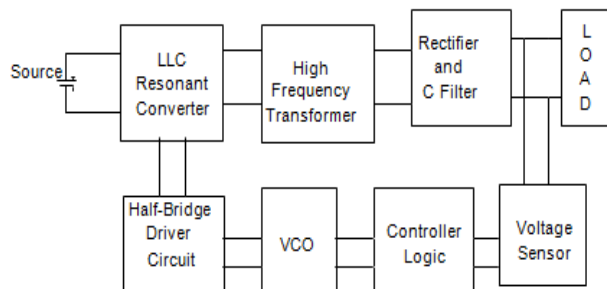 Source
LLC
Resonant
Converter
High
Frequency
Transformer
Rectifier
and
C Filter
L
O
A
D
Half-Bridge
Driver
Circuit
VCO
Controller
Logic
Voltage
Sensor